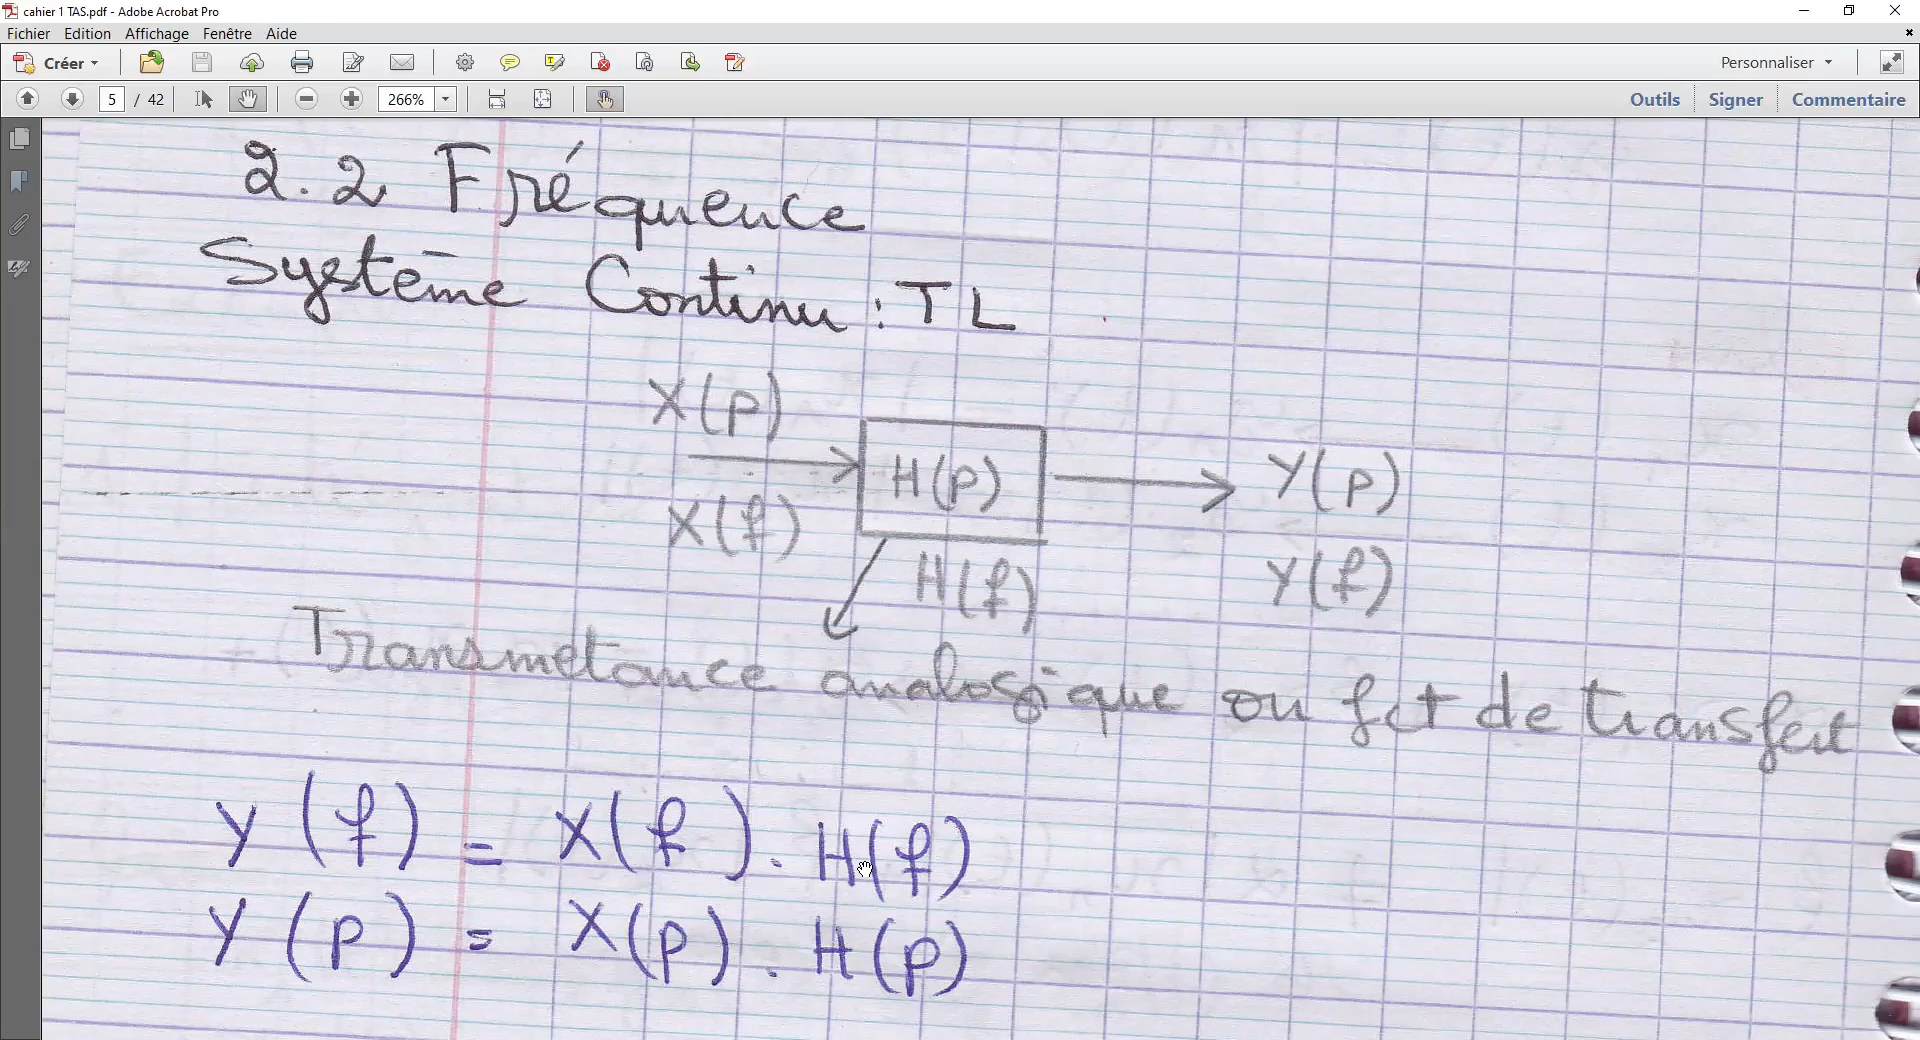 cahier 1 TAS.pdf - Adobe Acrobat Pro
Fichier Edition Affichage Fenêtre Aide
Créer Personnaliser
5 / 42 266% Outils Signer Commentaire
2.2 Fréquence
Système Continu : TL
X(p)
H(p) Y(p)
X(f) H(f) Y(f)
Transmetance analogique ou fct de transfert
Y(f) = X(f) . H(f)
Y(p) = X(p) . H(p)